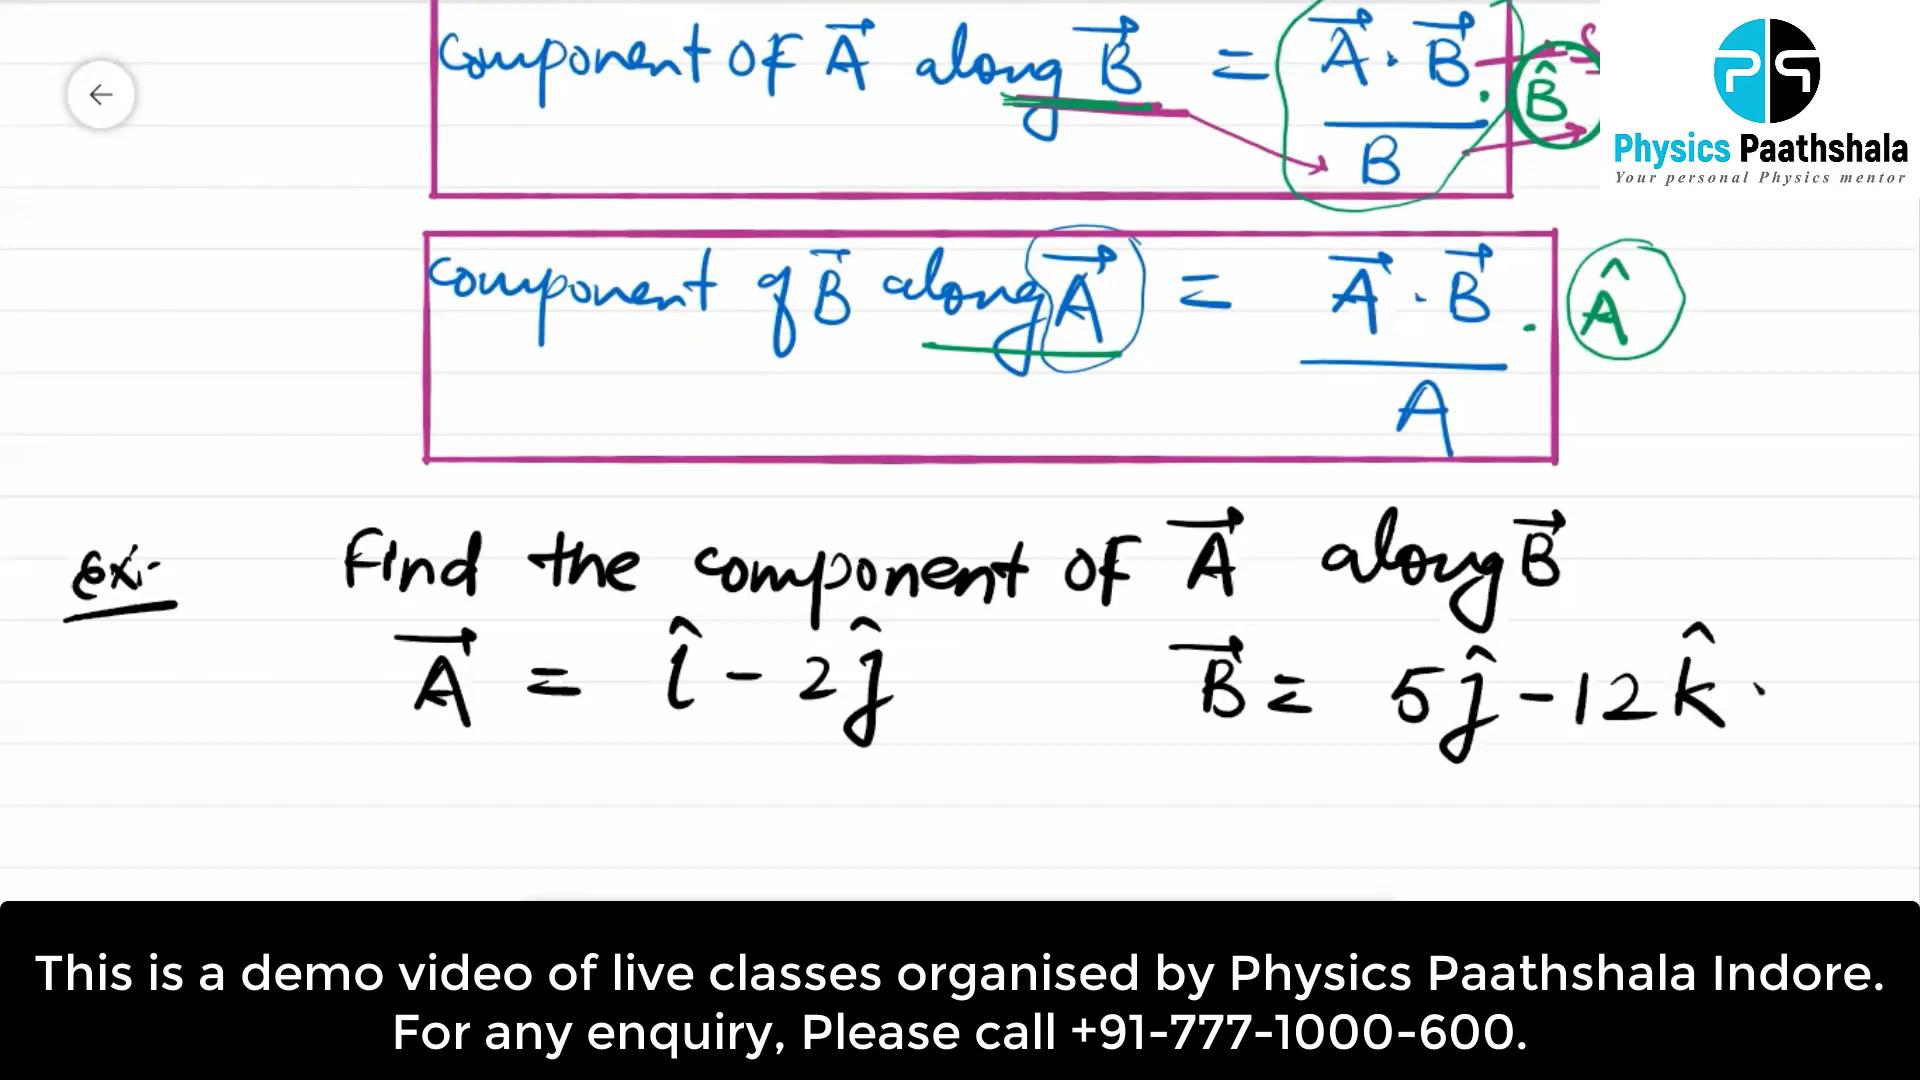 component of A⃗ along B⃗ = A⃗ · B⃗ / B · B̂
PP
Physics Paathshala
Your personal Physics mentor
component of B⃗ along A⃗ = A⃗ · B⃗ / A · Â
ex:- Find the component of A⃗ along B⃗
A⃗ = î - 2ĵ B⃗ = 5ĵ - 12k̂ .
This is a demo video of live classes organised by Physics Paathshala Indore.
For any enquiry, Please call +91-777-1000-600.